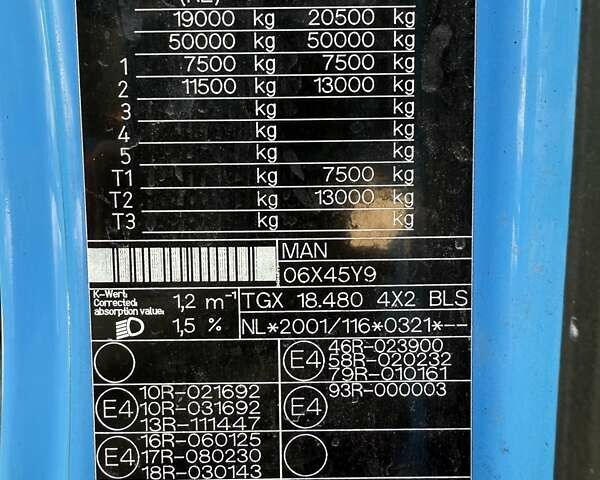 19000 kg 20500 kg
50000 kg 50000 kg
1 7500 kg 7500 kg
2 11500 kg 13000 kg
3 kg kg
4 kg kg
5 kg kg
T1 kg 7500 kg
T2 kg 13000 kg
T3 kg kg
MAN
06X45Y9
K-Wert
Corrected
absorption value:
1,2 m⁻¹
TGX 18.480 4X2 BLS
1,5 %
NL*2001/116*0321*--
E4
46R-023900
58R-020232
79R-010161
E4
10R-021692
10R-031692
13R-1111447
E4
93R-000003
E4
16R-060125
17R-080230
18R-030143